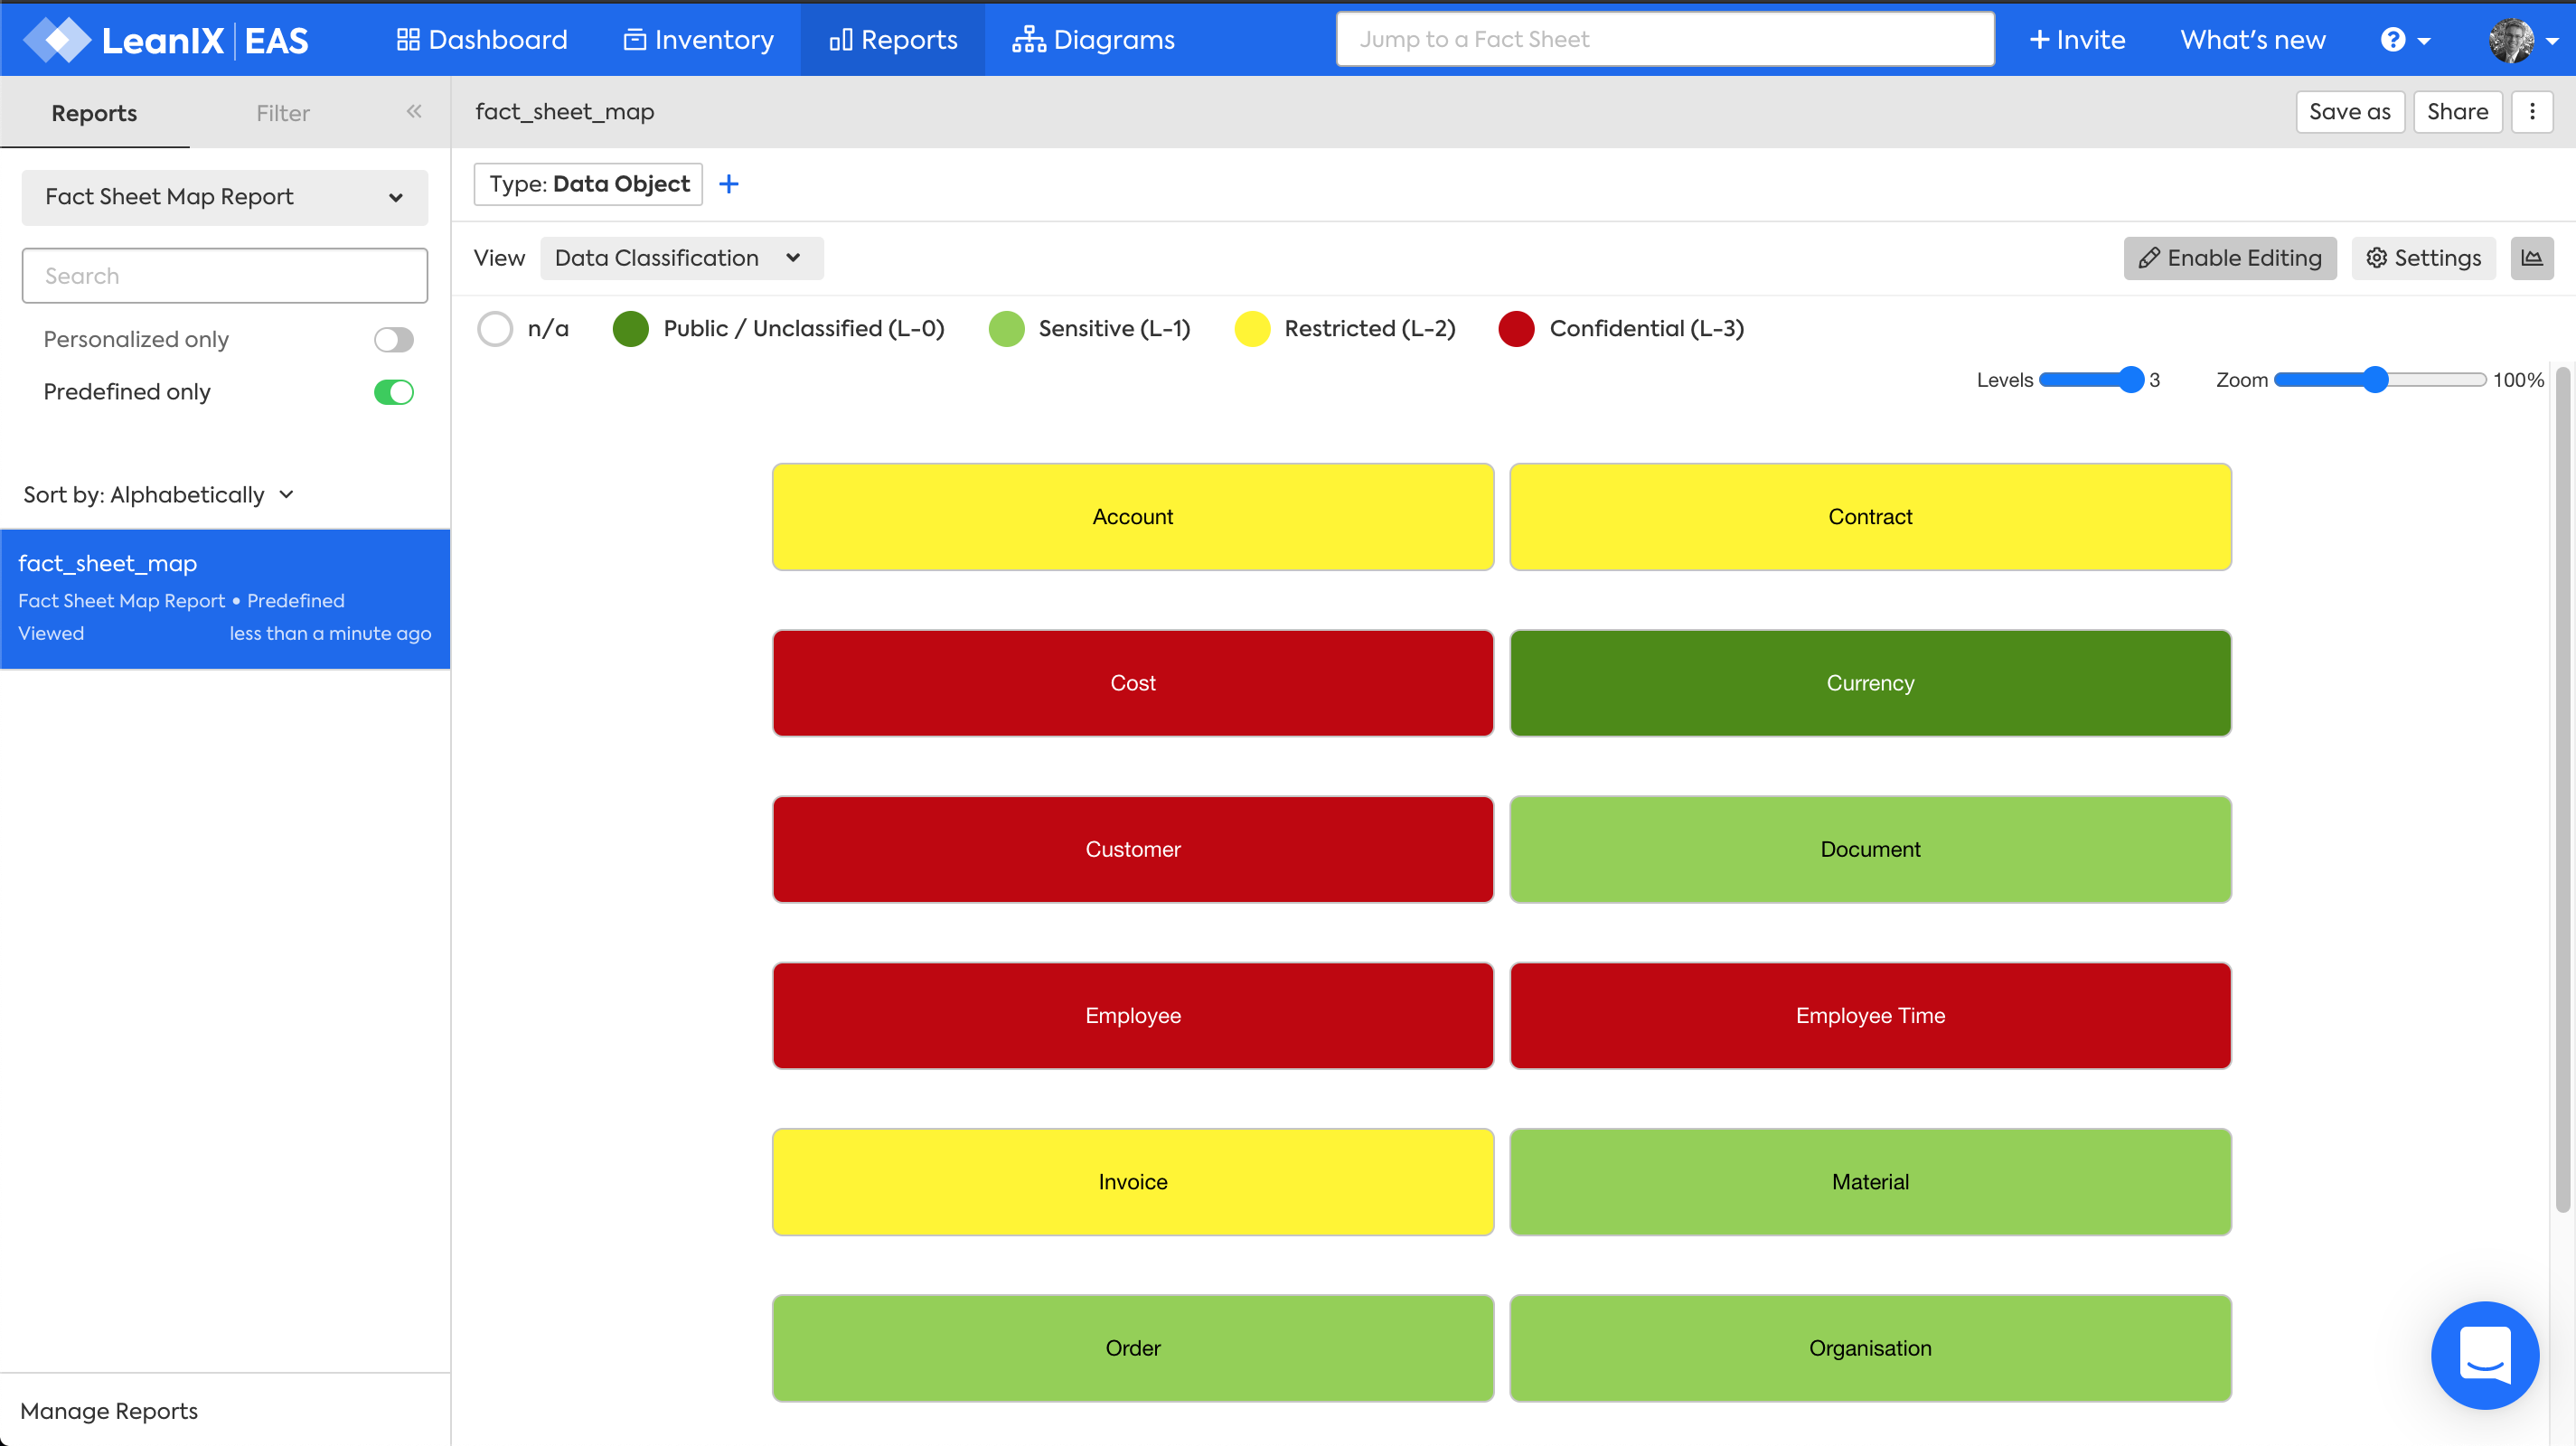 LeanIX | EAS
Dashboard
Inventory
Reports
Diagrams
Jump to a Fact Sheet
+ Invite
What's new
?
Reports
Filter
fact_sheet_map
Save as
Share
Fact Sheet Map Report
Type: Data Object +
Search
View
Data Classification
Enable Editing
Settings
Personalized only
Predefined only
n/a
Public / Unclassified (L-0)
Sensitive (L-1)
Restricted (L-2)
Confidential (L-3)
Levels 3
Zoom 100%
Sort by: Alphabetically
fact_sheet_map
Fact Sheet Map Report • Predefined
Viewed less than a minute ago
Account
Contract
Cost
Currency
Customer
Document
Employee
Employee Time
Invoice
Material
Order
Organisation
Manage Reports